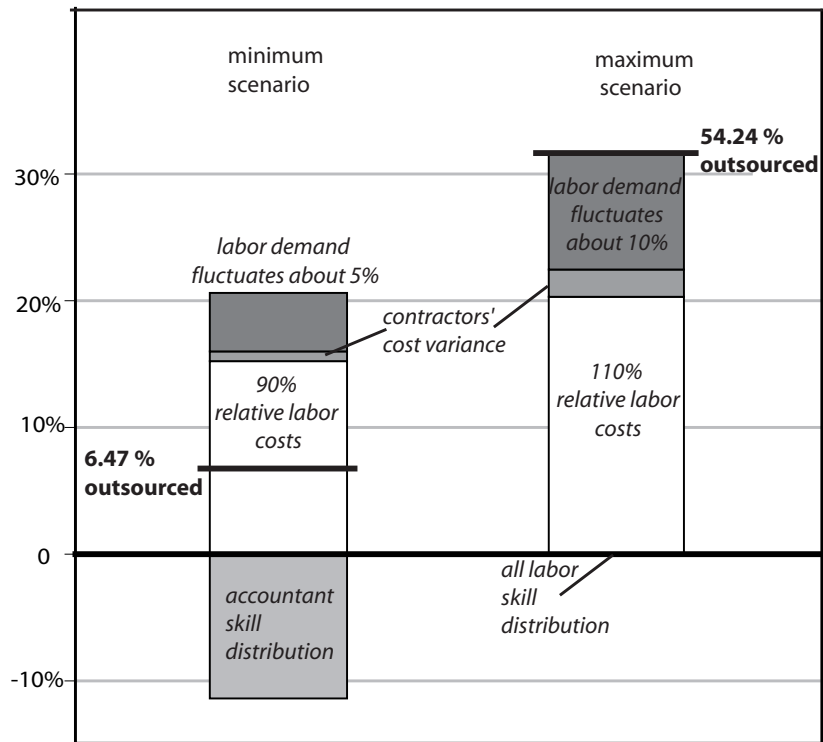 minimum
scenario
maximum
scenario
54.24 %
outsourced
30%
labor demand
fluctuates
about 10%
labor demand
fluctuates about 5%
20%
contractors'
cost variance
90%
relative labor
costs
110%
relative labor
costs
10%
6.47 %
outsourced
0
all labor
skill
distribution
accountant
skill
distribution
-10%